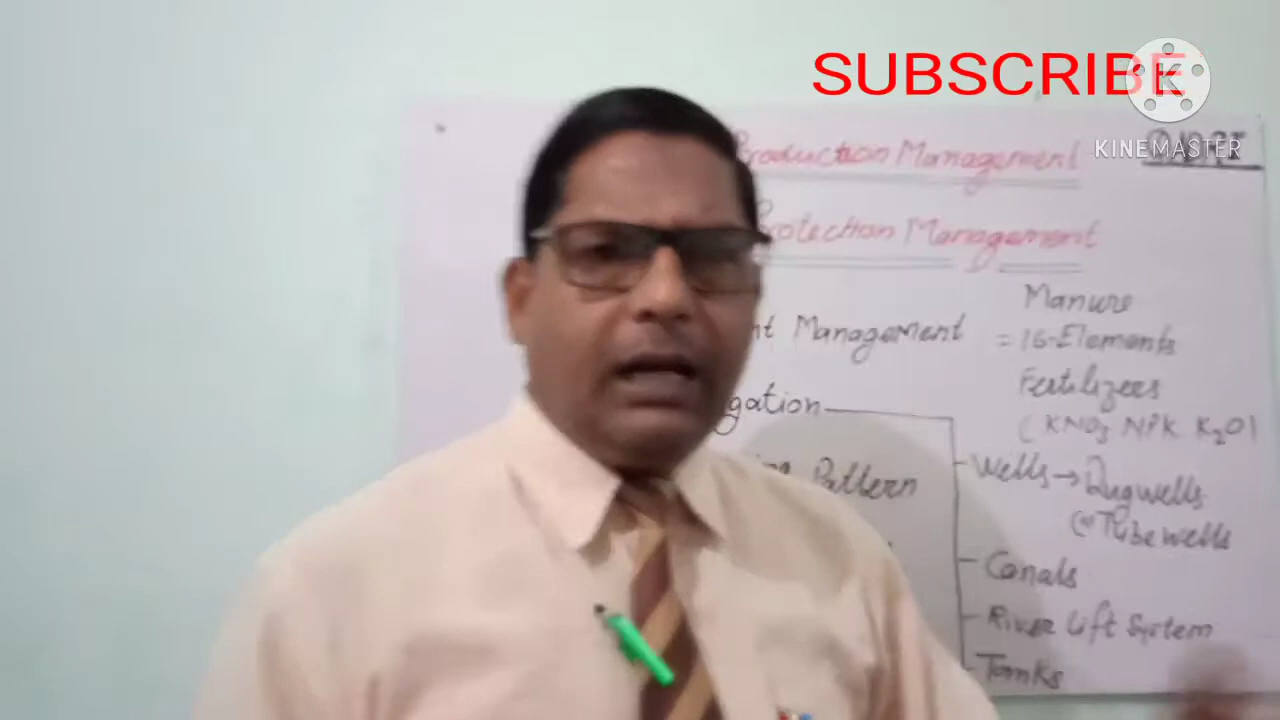 SUBSCRIBE
KINEMASTER
Production Management
Protection Management
Management
Manure
= 16-Elements
Fertilizers
( KNO3 NPK K2O)
gation
Wells → Dugwells
Pattern
Tubewells
Canals
River Lift System
Tanks